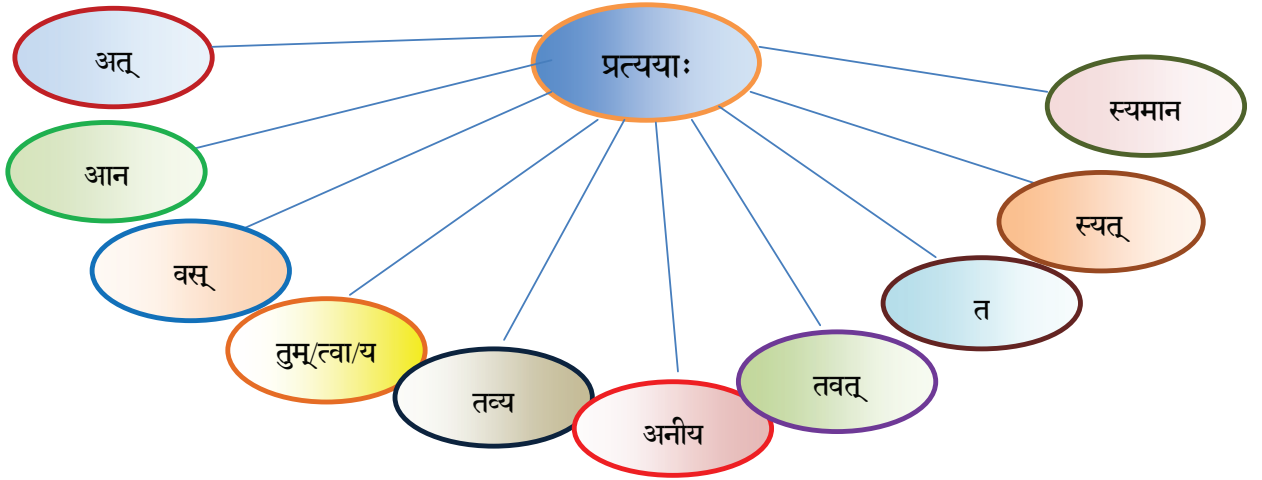 प्रत्ययाः
अत्
आन
वस्
तुम्/त्वा/य
तव्य
अनीय
तवत्
त
स्यत्
स्यमान